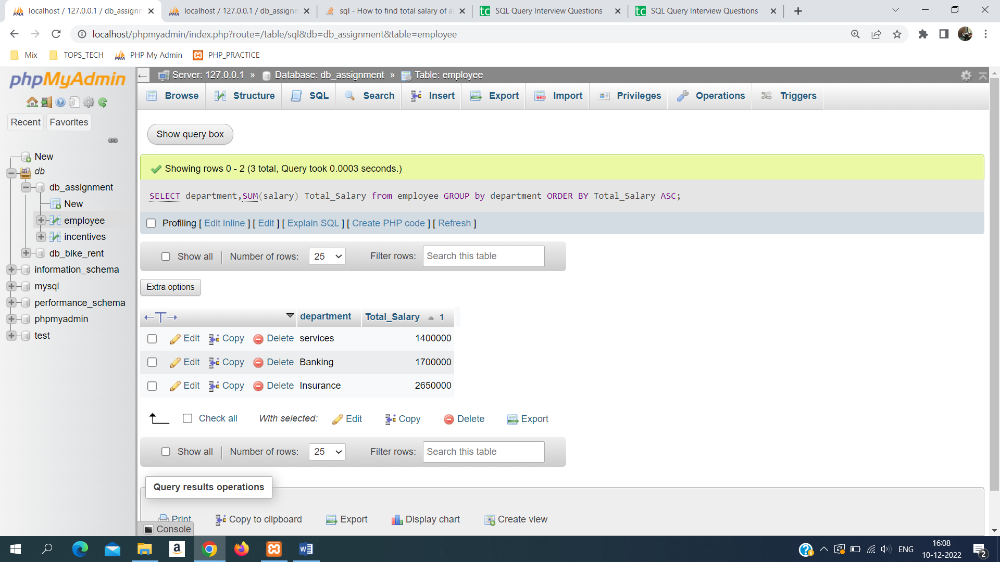 localhost / 127.0.0.1 / db_assignn
localhost / 127.0.0.1 / db_assignn
sql - How to find total salary of al
tc SQL Query Interview Questions
tc SQL Query Interview Questions
localhost/phpmyadmin/index.php?route=/table/sql&db=db_assignment&table=employee
Mix
TOPS_TECH
PMA PHP My Admin
PHP_PRACTICE
phpMyAdmin
Recent
Favorites
New
db
db_assignment
New
employee
incentives
db_bike_rent
information_schema
mysql
performance_schema
phpmyadmin
test
Server: 127.0.0.1 » Database: db_assignment » Table: employee
Browse Structure SQL Search Insert Export Import Privileges Operations Triggers
Show query box
Showing rows 0 - 2 (3 total, Query took 0.0003 seconds.)
SELECT department,SUM(salary) Total_Salary from employee GROUP by department ORDER BY Total_Salary ASC;
Profiling [ Edit inline ] [ Edit ] [ Explain SQL ] [ Create PHP code ] [ Refresh ]
Show all | Number of rows: 25 Filter rows: Search this table
Extra options
department Total_Salary 1
Edit Copy Delete services 1400000
Edit Copy Delete Banking 1700000
Edit Copy Delete Insurance 2650000
Check all With selected: Edit Copy Delete Export
Show all | Number of rows: 25 Filter rows: Search this table
Query results operations
Print Copy to clipboard Export Display chart Create view
Console
ENG
16:08
10-12-2022
2